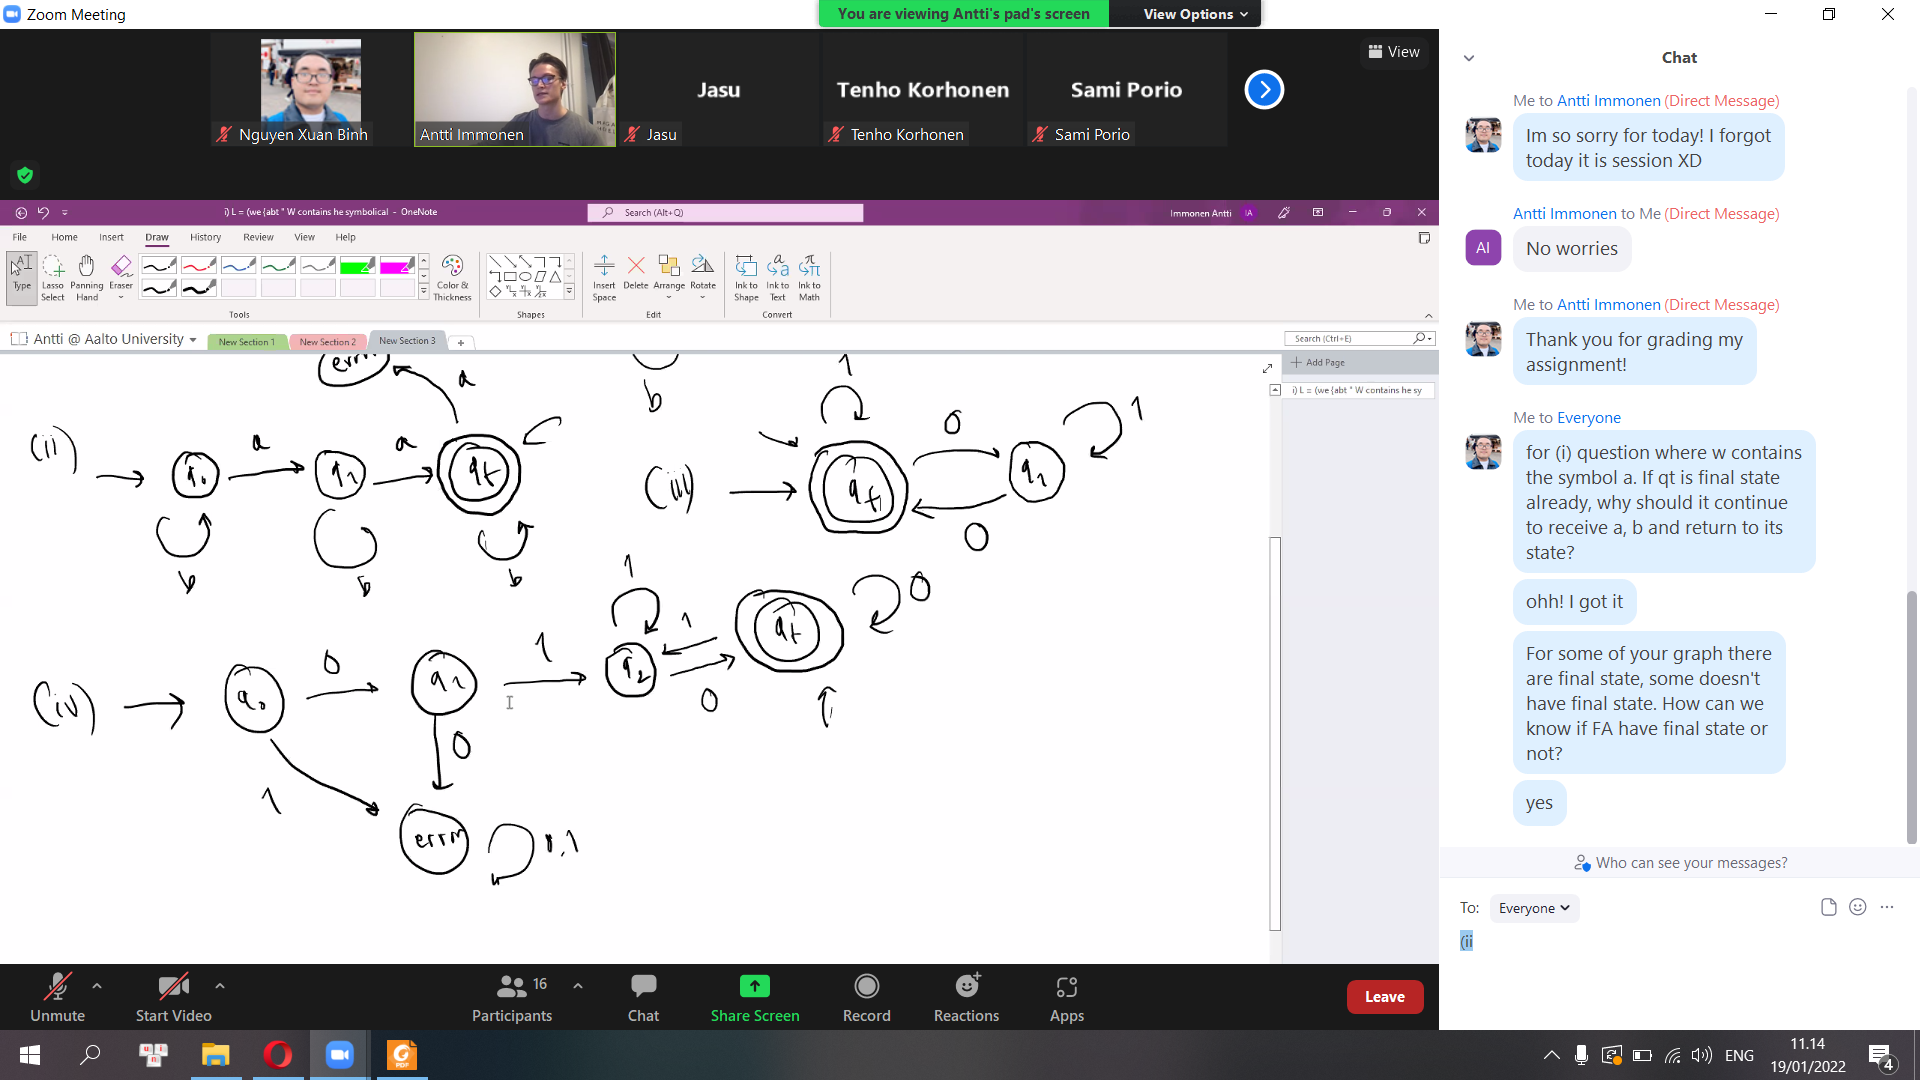 Zoom Meeting
You are viewing Antti's pad's screen
View Options
View
Nguyen Xuan Binh
Antti Immonen
Jasu
Jasu
Tenho Korhonen
Tenho Korhonen
Sami Porio
Sami Porio
i) L = (we {abt " W contains he symbolical - OneNote
Search (Alt+Q)
Immonen Antti
IA
File Home Insert Draw History Review View Help
Type
Lasso Select
Panning Hand
Eraser
Color & Thickness
Insert Space
Delete
Arrange
Rotate
Ink to Shape
Ink to Text
Ink to Math
Tools
Shapes
Edit
Convert
Antti @ Aalto University
New Section 1
New Section 2
New Section 3
Search (Ctrl+E)
Add Page
i) L = (we {abt " W contains he sy
a
b
1
(ii)
a
a
q0
q1
qf
b
b
b
(iii)
0
1
qf
q1
0
(iv)
0
1
1
1
0
q0
q1
q2
qf
0
0
1
error
0,1
Chat
Me to Antti Immonen (Direct Message)
Im so sorry for today! I forgot
today it is session XD
Antti Immonen to Me (Direct Message)
AI
No worries
Me to Antti Immonen (Direct Message)
Thank you for grading my
assignment!
Me to Everyone
for (i) question where w contains
the symbol a. If qt is final state
already, why should it continue
to receive a, b and return to its
state?
ohh! I got it
For some of your graph there
are final state, some doesn't
have final state. How can we
know if FA have final state or
not?
yes
Who can see your messages?
To: Everyone
(ii
Unmute
Start Video
16
Participants
Chat
Share Screen
Record
Reactions
Apps
Leave
ENG
11.14
19/01/2022
4